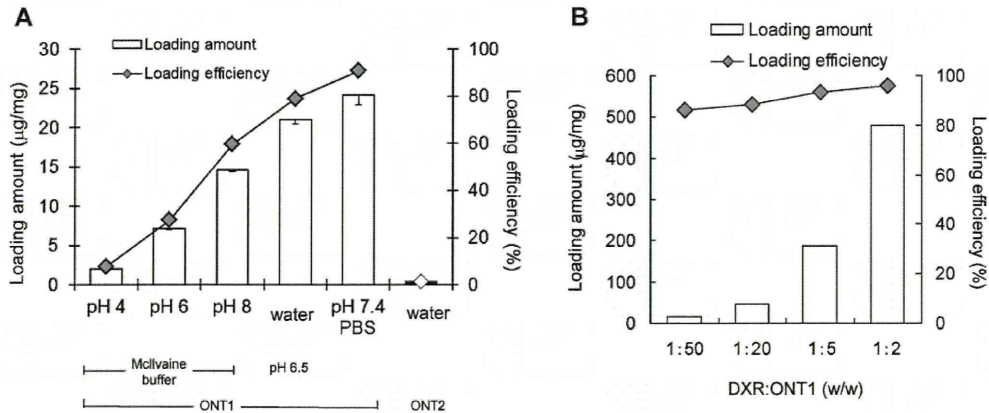 A
30
25
20
15
10
5
0
Loading amount (µg/mg)
Loading amount
Loading efficiency
100
80
60
40
20
0
Loading efficiency (%)
pH 4
pH 6
pH 8
water
pH 7.4 PBS
water
McIlvaine buffer
pH 6.5
ONT1
ONT2
B
Loading amount
Loading efficiency
600
500
400
300
200
100
0
Loading amount (µg/mg)
100
80
60
40
20
0
Loading efficiency (%)
1:50
1:20
1:5
1:2
DXR:ONT1 (w/w)